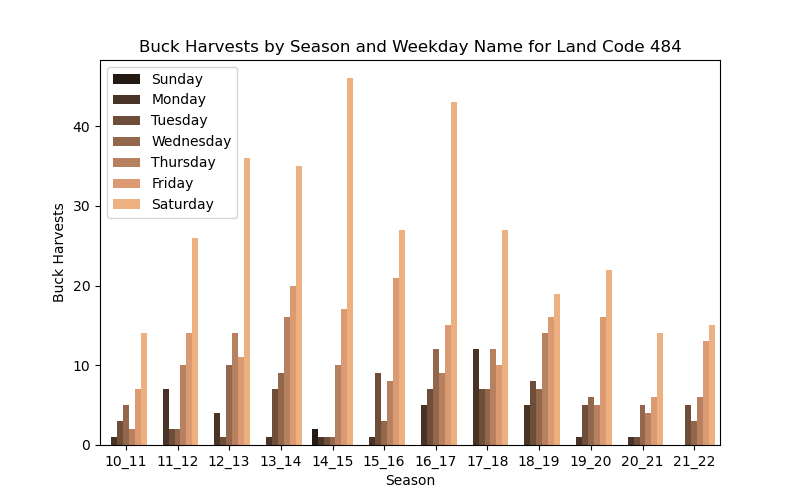 Buck Harvests by Season and Weekday Name for Land Code 484
Sunday
Monday
Tuesday
Wednesday
Thursday
Friday
Saturday
40
30
20
10
0
Buck Harvests
10_11 11_12 12_13 13_14 14_15 15_16 16_17 17_18 18_19 19_20 20_21 21_22
Season